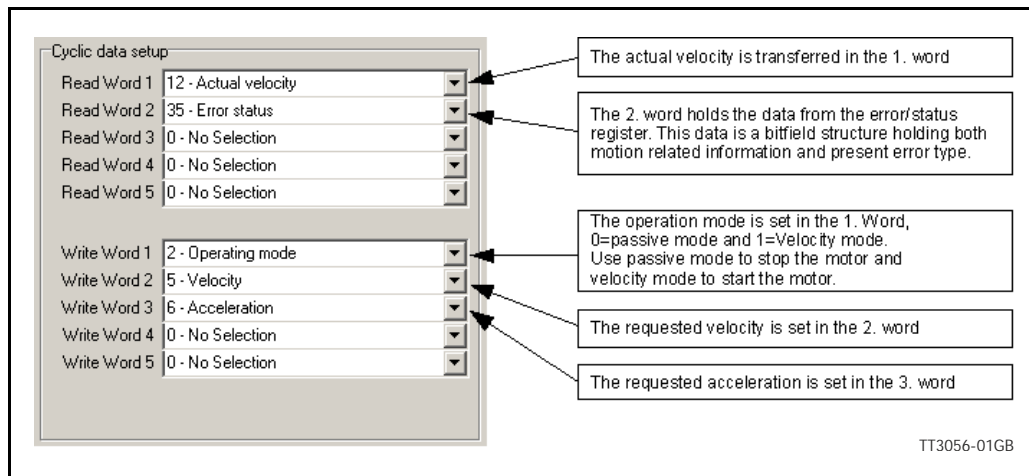 Cyclic data setup
Read Word 1 12 - Actual velocity
Read Word 2 35 - Error status
Read Word 3 0 - No Selection
Read Word 4 0 - No Selection
Read Word 5 0 - No Selection
Write Word 1 2 - Operating mode
Write Word 2 5 - Velocity
Write Word 3 6 - Acceleration
Write Word 4 0 - No Selection
Write Word 5 0 - No Selection
The actual velocity is transferred in the 1. word
The 2. word holds the data from the error/status
register. This data is a bitfield structure holding both
motion related information and present error type.
The operation mode is set in the 1. Word,
0=passive mode and 1=Velocity mode.
Use passive mode to stop the motor and
velocity mode to start the motor.
The requested velocity is set in the 2. word
The requested acceleration is set in the 3. word
TT3056-01GB